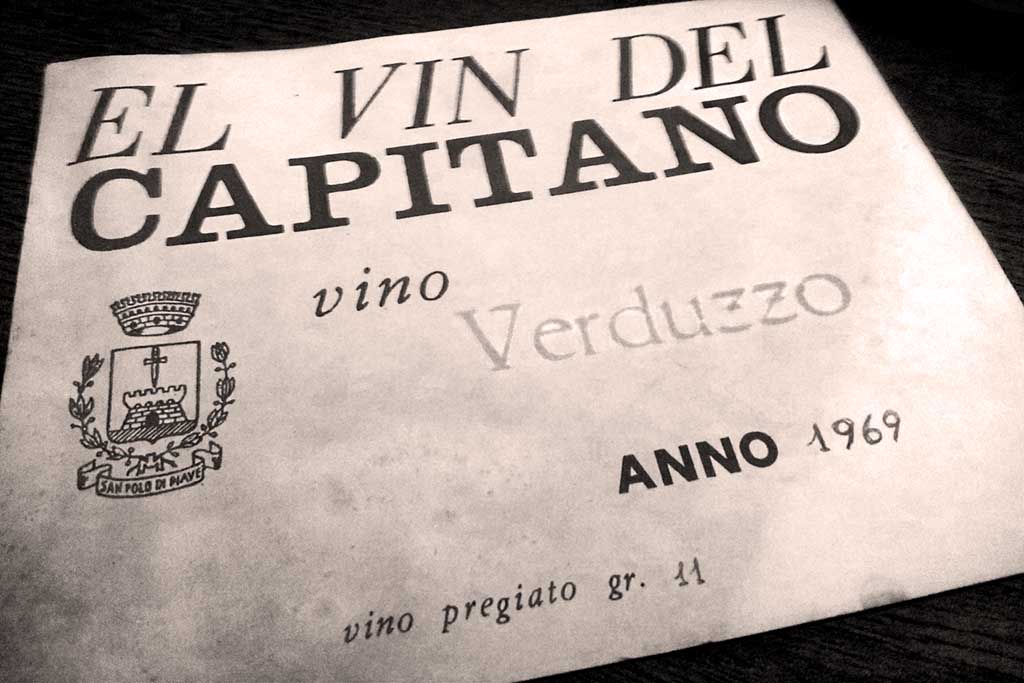 EL VIN DEL
CAPITANO
vino Verduzzo
SAN POLO DI PIAVE
ANNO 1969
vino pregiato gr. 11